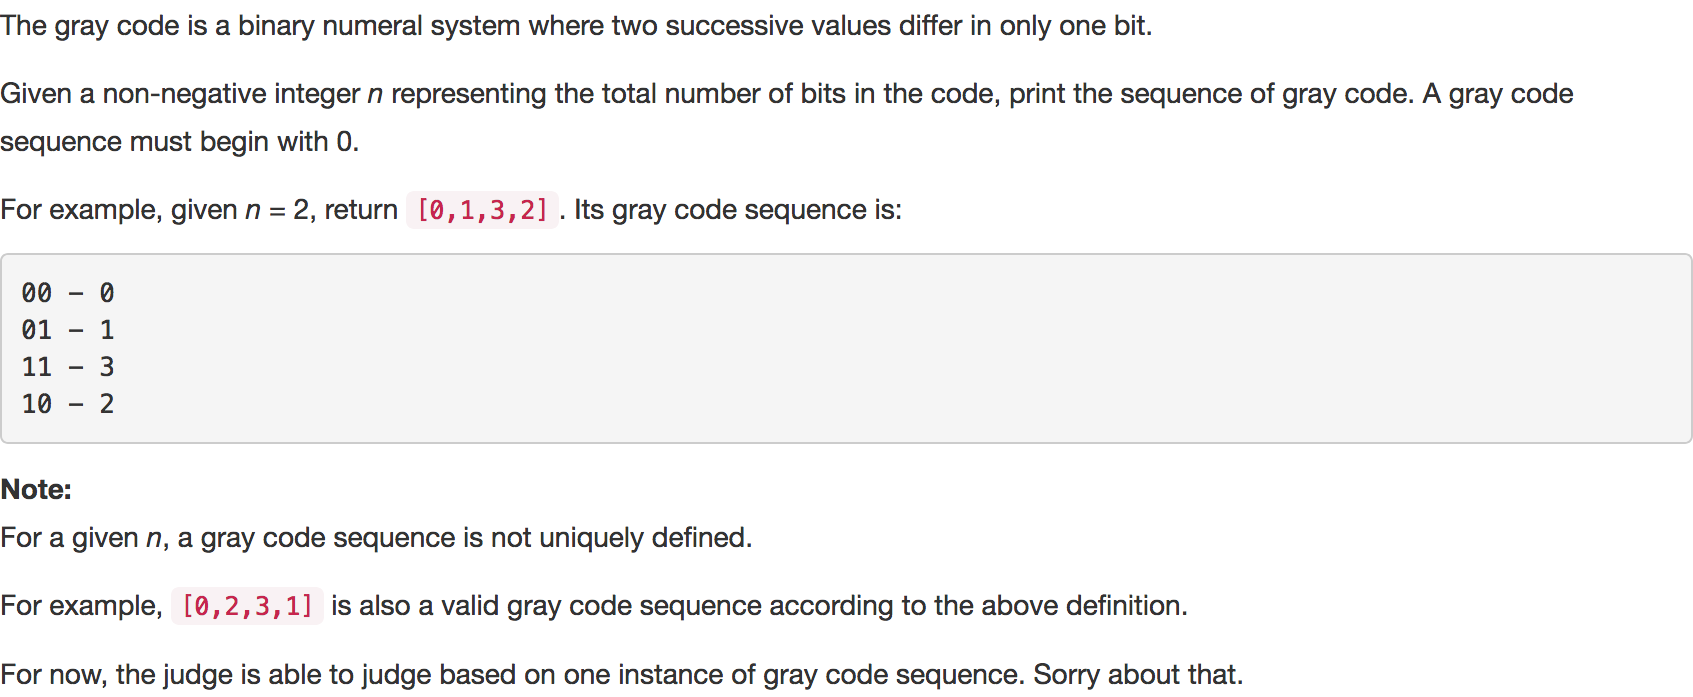 The gray code is a binary numeral system where two successive values differ in only one bit.
Given a non-negative integer n representing the total number of bits in the code, print the sequence of gray code. A gray code
sequence must begin with 0.
For example, given n = 2, return [0,1,3,2]. Its gray code sequence is:
00 - 0
01 - 1
11 - 3
10 - 2
Note:
For a given n, a gray code sequence is not uniquely defined.
For example, [0,2,3,1] is also a valid gray code sequence according to the above definition.
For now, the judge is able to judge based on one instance of gray code sequence. Sorry about that.